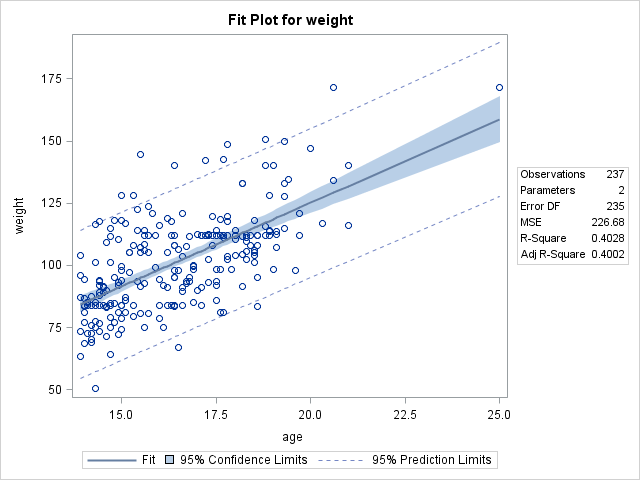 Fit Plot for weight
175
150
125
100
75
50
weight
15.0
17.5
20.0
22.5
25.0
age
Observations 237
Parameters 2
Error DF 235
MSE 226.68
R-Square 0.4028
Adj R-Square 0.4002
Fit 95% Confidence Limits 95% Prediction Limits